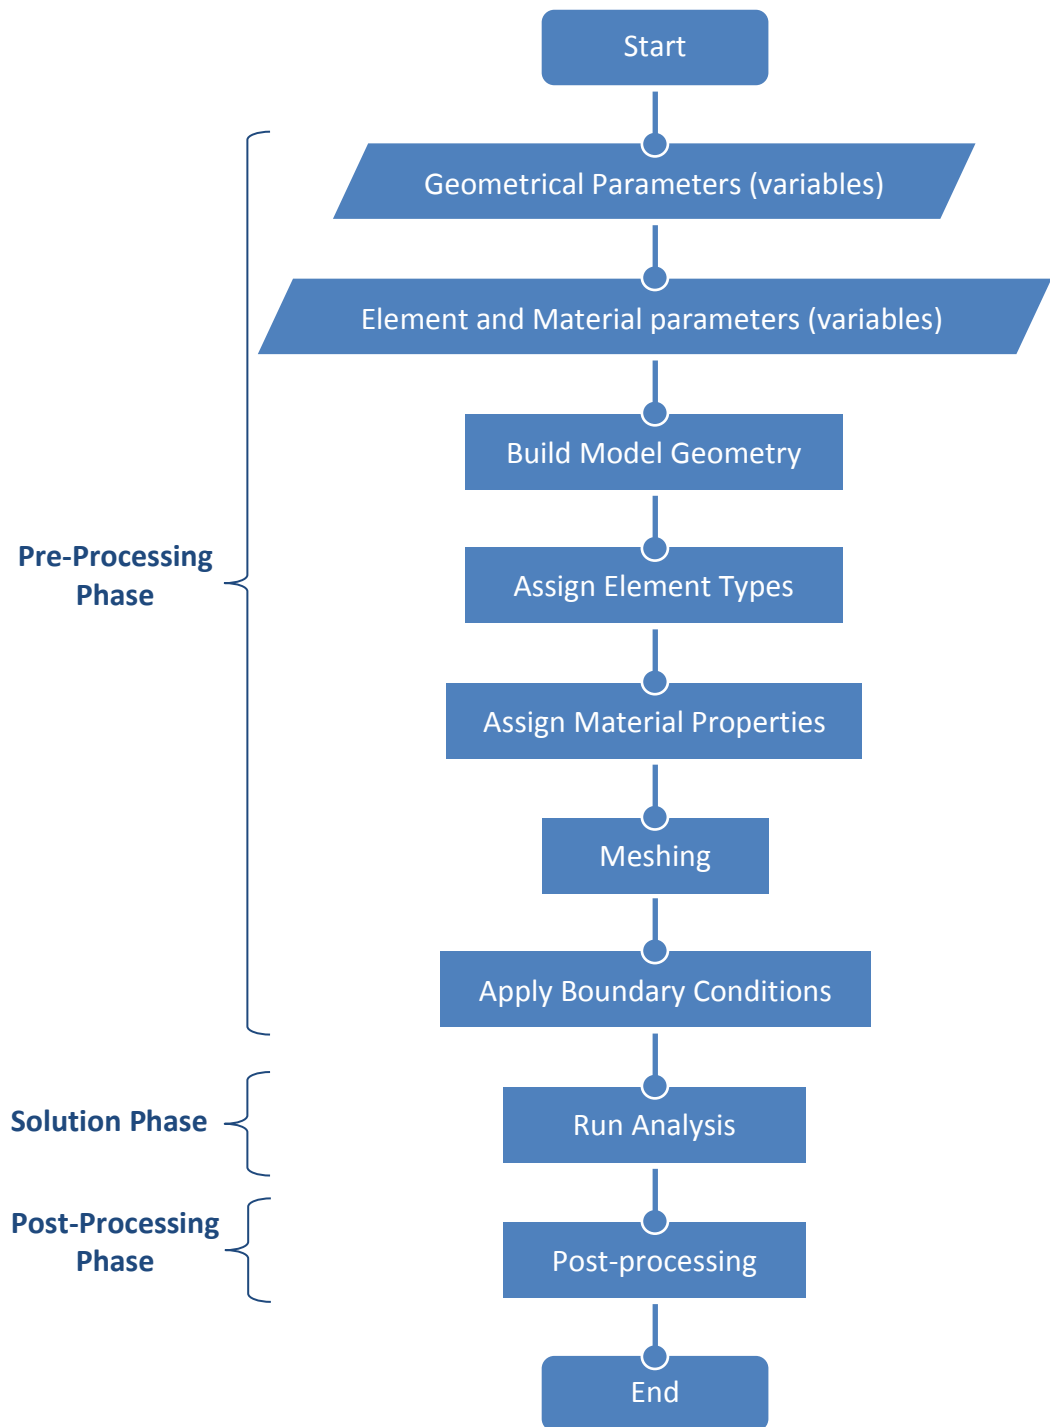 Start
Geometrical Parameters (variables)
Element and Material parameters (variables)
Build Model Geometry
Pre-Processing
Phase
Assign Element Types
Assign Material Properties
Meshing
Apply Boundary Conditions
Solution Phase
Run Analysis
Post-Processing
Phase
Post-processing
End